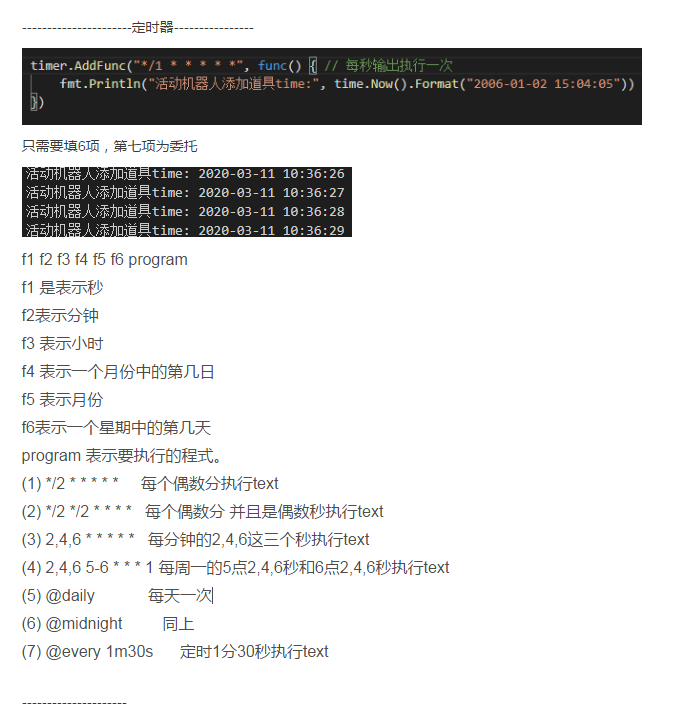 ----------------------定时器----------------
timer.AddFunc("*/1 * * * * *", func() { // 每秒输出执行一次
fmt.Println("活动机器人添加道具time:", time.Now().Format("2006-01-02 15:04:05"))
})
只需要填6项，第七项为委托
活动机器人添加道具time: 2020-03-11 10:36:26
活动机器人添加道具time: 2020-03-11 10:36:27
活动机器人添加道具time: 2020-03-11 10:36:28
活动机器人添加道具time: 2020-03-11 10:36:29
f1 f2 f3 f4 f5 f6 program
f1 是表示秒
f2表示分钟
f3 表示小时
f4 表示一个月份中的第几日
f5 表示月份
f6表示一个星期中的第几天
program 表示要执行的程式。
(1) */2 * * * * * 每个偶数分执行text
(2) */2 */2 * * * * 每个偶数分 并且是偶数秒执行text
(3) 2,4,6 * * * * * 每分钟的2,4,6这三个秒执行text
(4) 2,4,6 5-6 * * * 1 每周一的5点2,4,6秒和6点2,4,6秒执行text
(5) @daily 每天一次
(6) @midnight 同上
(7) @every 1m30s 定时1分30秒执行text
---------------------